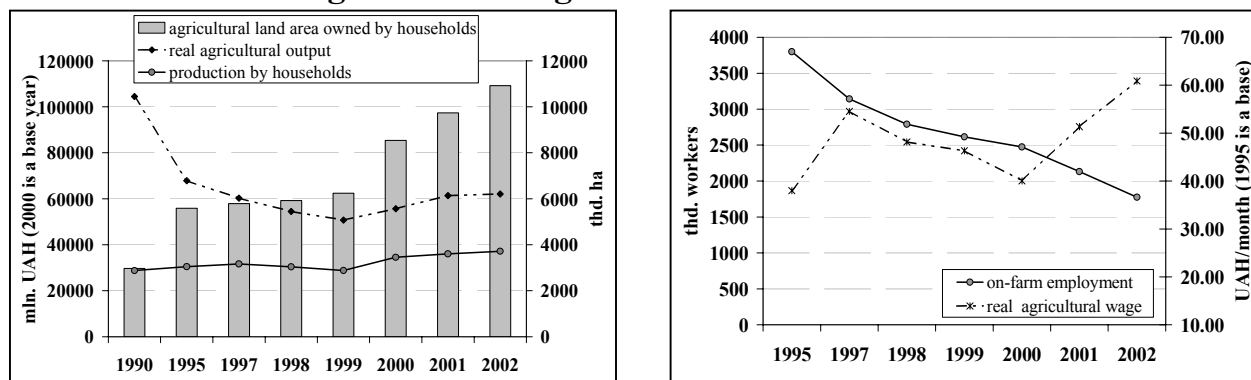 agricultural land area owned by households
real agricultural output
production by households
mln. UAH (2000 is a base year)
120000
100000
80000
60000
40000
20000
0
12000
10000
8000
6000
4000
2000
0
thd. ha
1990 1995 1997 1998 1999 2000 2001 2002
thd. workers
4000
3500
3000
2500
2000
1500
1000
500
0
70.00
60.00
50.00
40.00
30.00
20.00
10.00
UAH/month (1995 is a base)
on-farm employment
real agricultural wage
1995 1997 1998 1999 2000 2001 2002